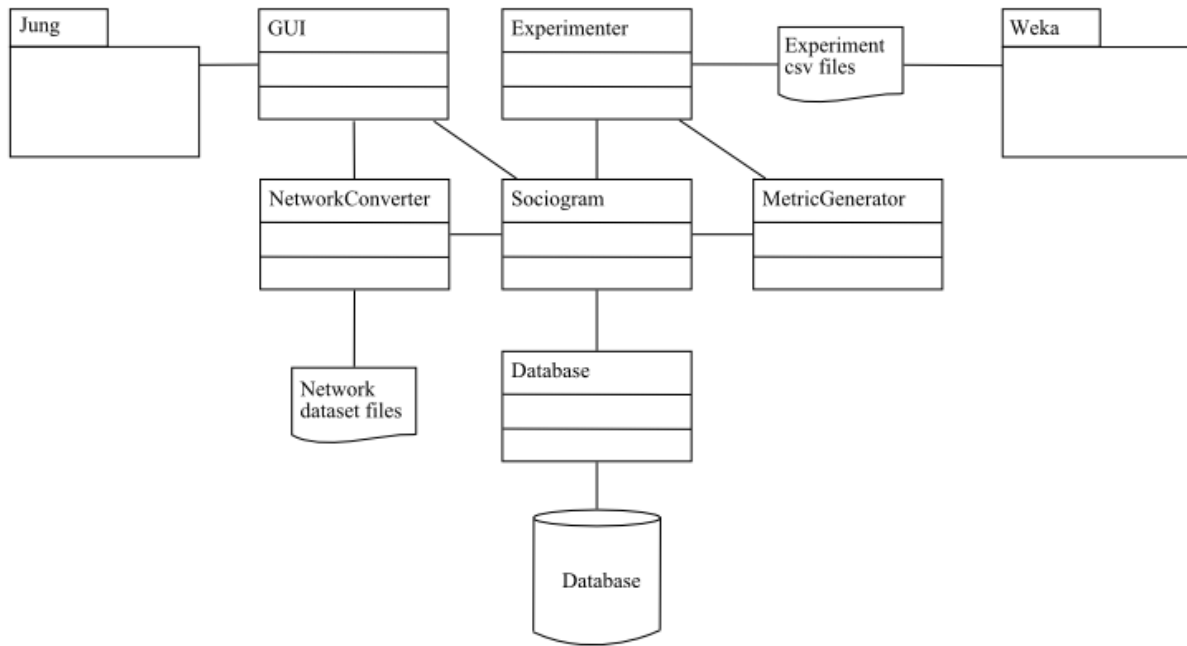 Jung
GUI
Experimenter
Experiment
csv files
Weka
NetworkConverter
Sociogram
MetricGenerator
Network
dataset files
Database
Database